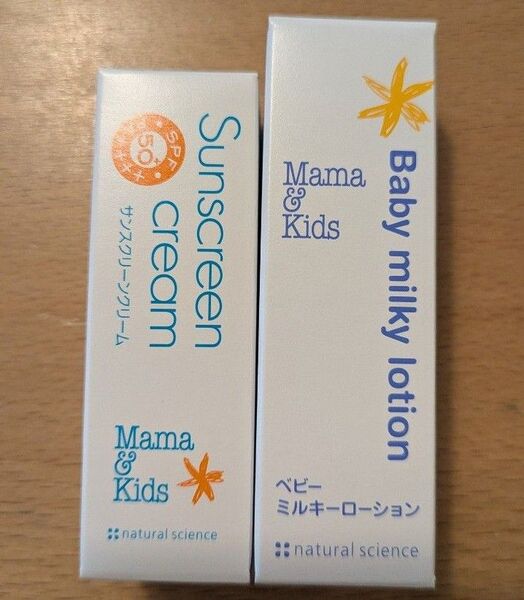 Sunscreen
cream
サンスクリーンクリーム
SPF
50+
Mama
&
Kids
natural science
Baby milky lotion
Mama
&
Kids
ベビー
ミルキーローション
natural science